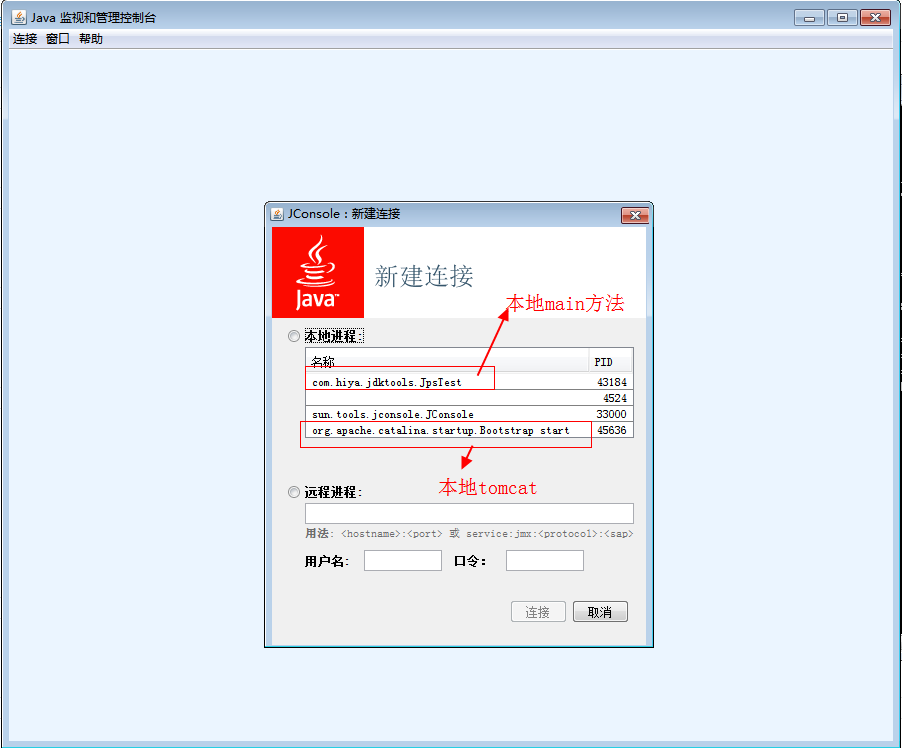 Java 监视和管理控制台
连接 窗口 帮助
JConsole：新建连接
Java
新建连接
本地main方法
本地进程：
名称 PID
com.hiya.jdktools.JpsTest 43184
4524
sun.tools.jconsole.JConsole 33000
org.apache.catalina.startup.Bootstrap start 45636
本地tomcat
远程进程：
用法: <hostname>:<port> 或 service:jmx:<protocol>:<sap>
用户名： 口令：
连接 取消